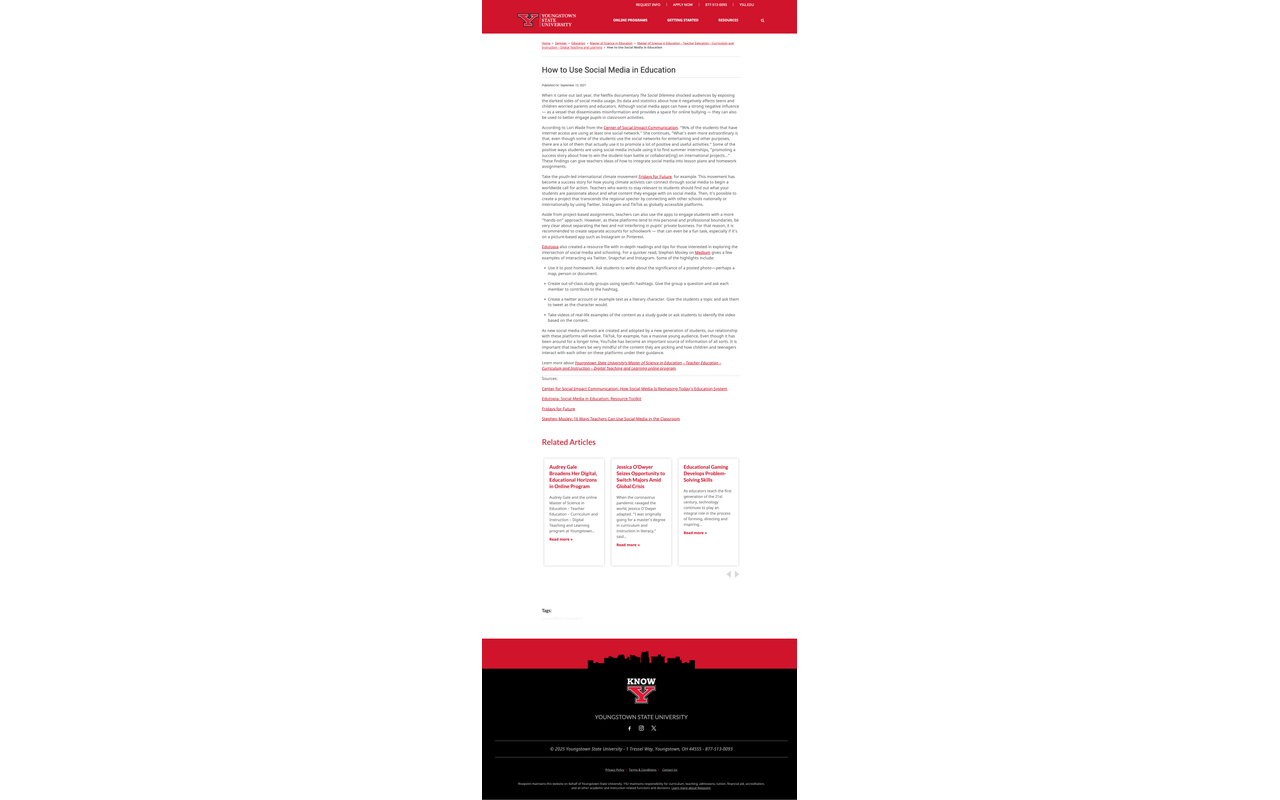 REQUEST INFO | APPLY NOW | 877-513-0093 | YSU.EDU
YOUNGSTOWN
STATE
UNIVERSITY
ONLINE PROGRAMS GETTING STARTED RESOURCES
Home » Degrees » Education » Master of Science in Education » Master of Science in Education – Teacher Education – Curriculum and
Instruction – Digital Teaching and Learning » How to Use Social Media in Education
How to Use Social Media in Education
Published On: September 13, 2021
When it came out last year, the Netflix documentary The Social Dilemma shocked audiences by exposing
the darkest sides of social media usage. Its data and statistics about how it negatively affects teens and
children worried parents and educators. Although social media apps can have a strong negative influence
— as a vessel that disseminates misinformation and provides a space for online bullying — they can also
be used to better engage pupils in classroom activities.
According to Lori Wade from the Center of Social Impact Communication, "96% of the students that have
internet access are using at least one social network." She continues, "What's even more extraordinary is
that, even though some of the students use the social networks for entertaining and other purposes,
there are a lot of them that actually use it to promote a lot of positive and useful activities." Some of the
positive ways students are using social media include using it to find summer internships, "promoting a
success story about how to win the student-loan battle or collaborat[ing] on international projects…"
These findings can give teachers ideas of how to integrate social media into lesson plans and homework
assignments.
Take the youth-led international climate movement Fridays for Future, for example. This movement has
become a success story for how young climate activists can connect through social media to begin a
worldwide call for action. Teachers who want to stay relevant to students should find out what your
students are passionate about and what content they engage with on social media. Then, it's possible to
create a project that transcends the regional specter by connecting with other schools nationally or
internationally by using Twitter, Instagram and TikTok as globally accessible platforms.
Aside from project-based assignments, teachers can also use the apps to engage students with a more
"hands-on" approach. However, as these platforms tend to mix personal and professional boundaries, be
very clear about separating the two and not interfering in pupils' private business. For that reason, it is
recommended to create separate accounts for schoolwork — that can even be a fun task, especially if it's
on a picture-based app such as Instagram or Pinterest.
Edutopia also created a resource file with in-depth readings and tips for those interested in exploring the
intersection of social media and schooling. For a quicker read, Stephen Moxley on Medium gives a few
examples of interacting via Twitter, Snapchat and Instagram. Some of the highlights include:
• Use it to post homework. Ask students to write about the significance of a posted photo—perhaps a
map, person or document.
• Create out-of-class study groups using specific hashtags. Give the group a question and ask each
member to contribute to the hashtag.
• Create a twitter account or example text as a literary character. Give the students a topic and ask them
to tweet as the character would.
• Take videos of real-life examples of the content as a study guide or ask students to identify the video
based on the content.
As new social media channels are created and adopted by a new generation of students, our relationship
with these platforms will evolve. TikTok, for example, has a massive young audience. Even though it has
been around for a longer time, YouTube has become an important source of information of all sorts. It is
important that teachers be very mindful of the content they are picking and how children and teenagers
interact with each other on these platforms under their guidance.
Learn more about Youngstown State University's Master of Science in Education – Teacher Education –
Curriculum and Instruction – Digital Teaching and Learning online program.
Sources:
Center for Social Impact Communication: How Social Media Is Reshaping Today's Education System
Edutopia: Social Media in Education: Resource Toolkit
Fridays for Future
Stephen Moxley: 16 Ways Teachers Can Use Social Media in the Classroom
Related Articles
Audrey Gale
Broadens Her Digital,
Educational Horizons
in Online Program
Audrey Gale and the online
Master of Science in
Education – Teacher
Education – Curriculum and
Instruction – Digital
Teaching and Learning
program at Youngstown…
Read more »
Jessica O'Dwyer
Seizes Opportunity to
Switch Majors Amid
Global Crisis
When the coronavirus
pandemic ravaged the
world, Jessica O'Dwyer
adapted. "I was originally
going for a master's degree
in curriculum and
instruction in literacy,"
said…
Read more »
Educational Gaming
Develops Problem-
Solving Skills
As educators teach the first
generation of the 21st
century, technology
continues to play an
integral role in the process
of forming, directing and
inspiring…
Read more »
Tags:
KNOW
Y
YOUNGSTOWN STATE UNIVERSITY
© 2025 Youngstown State University - 1 Tressel Way, Youngstown, OH 44555 - 877-513-0093
Privacy Policy | Terms & Conditions | Contact Us
Risepoint maintains this website on behalf of Youngstown State University. YSU maintains responsibility for curriculum, teaching, admissions, tuition, financial aid, accreditation,
and all other academic and instruction-related functions and decisions. Learn more about Risepoint.